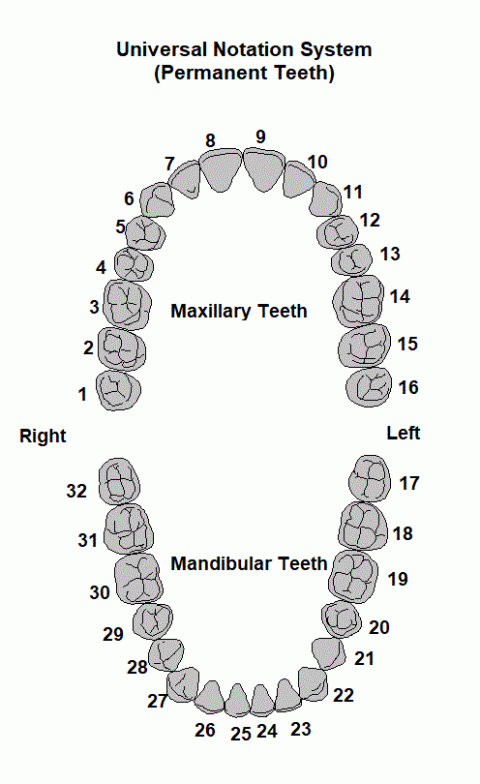 Universal Notation System
(Permanent Teeth)
8 9
7 10
6 11
5 12
4 13
3 Maxillary Teeth 14
2 15
1 16
Right Left
32 17
31 18
30 Mandibular Teeth 19
29 20
28 21
27 22
26 25 24 23